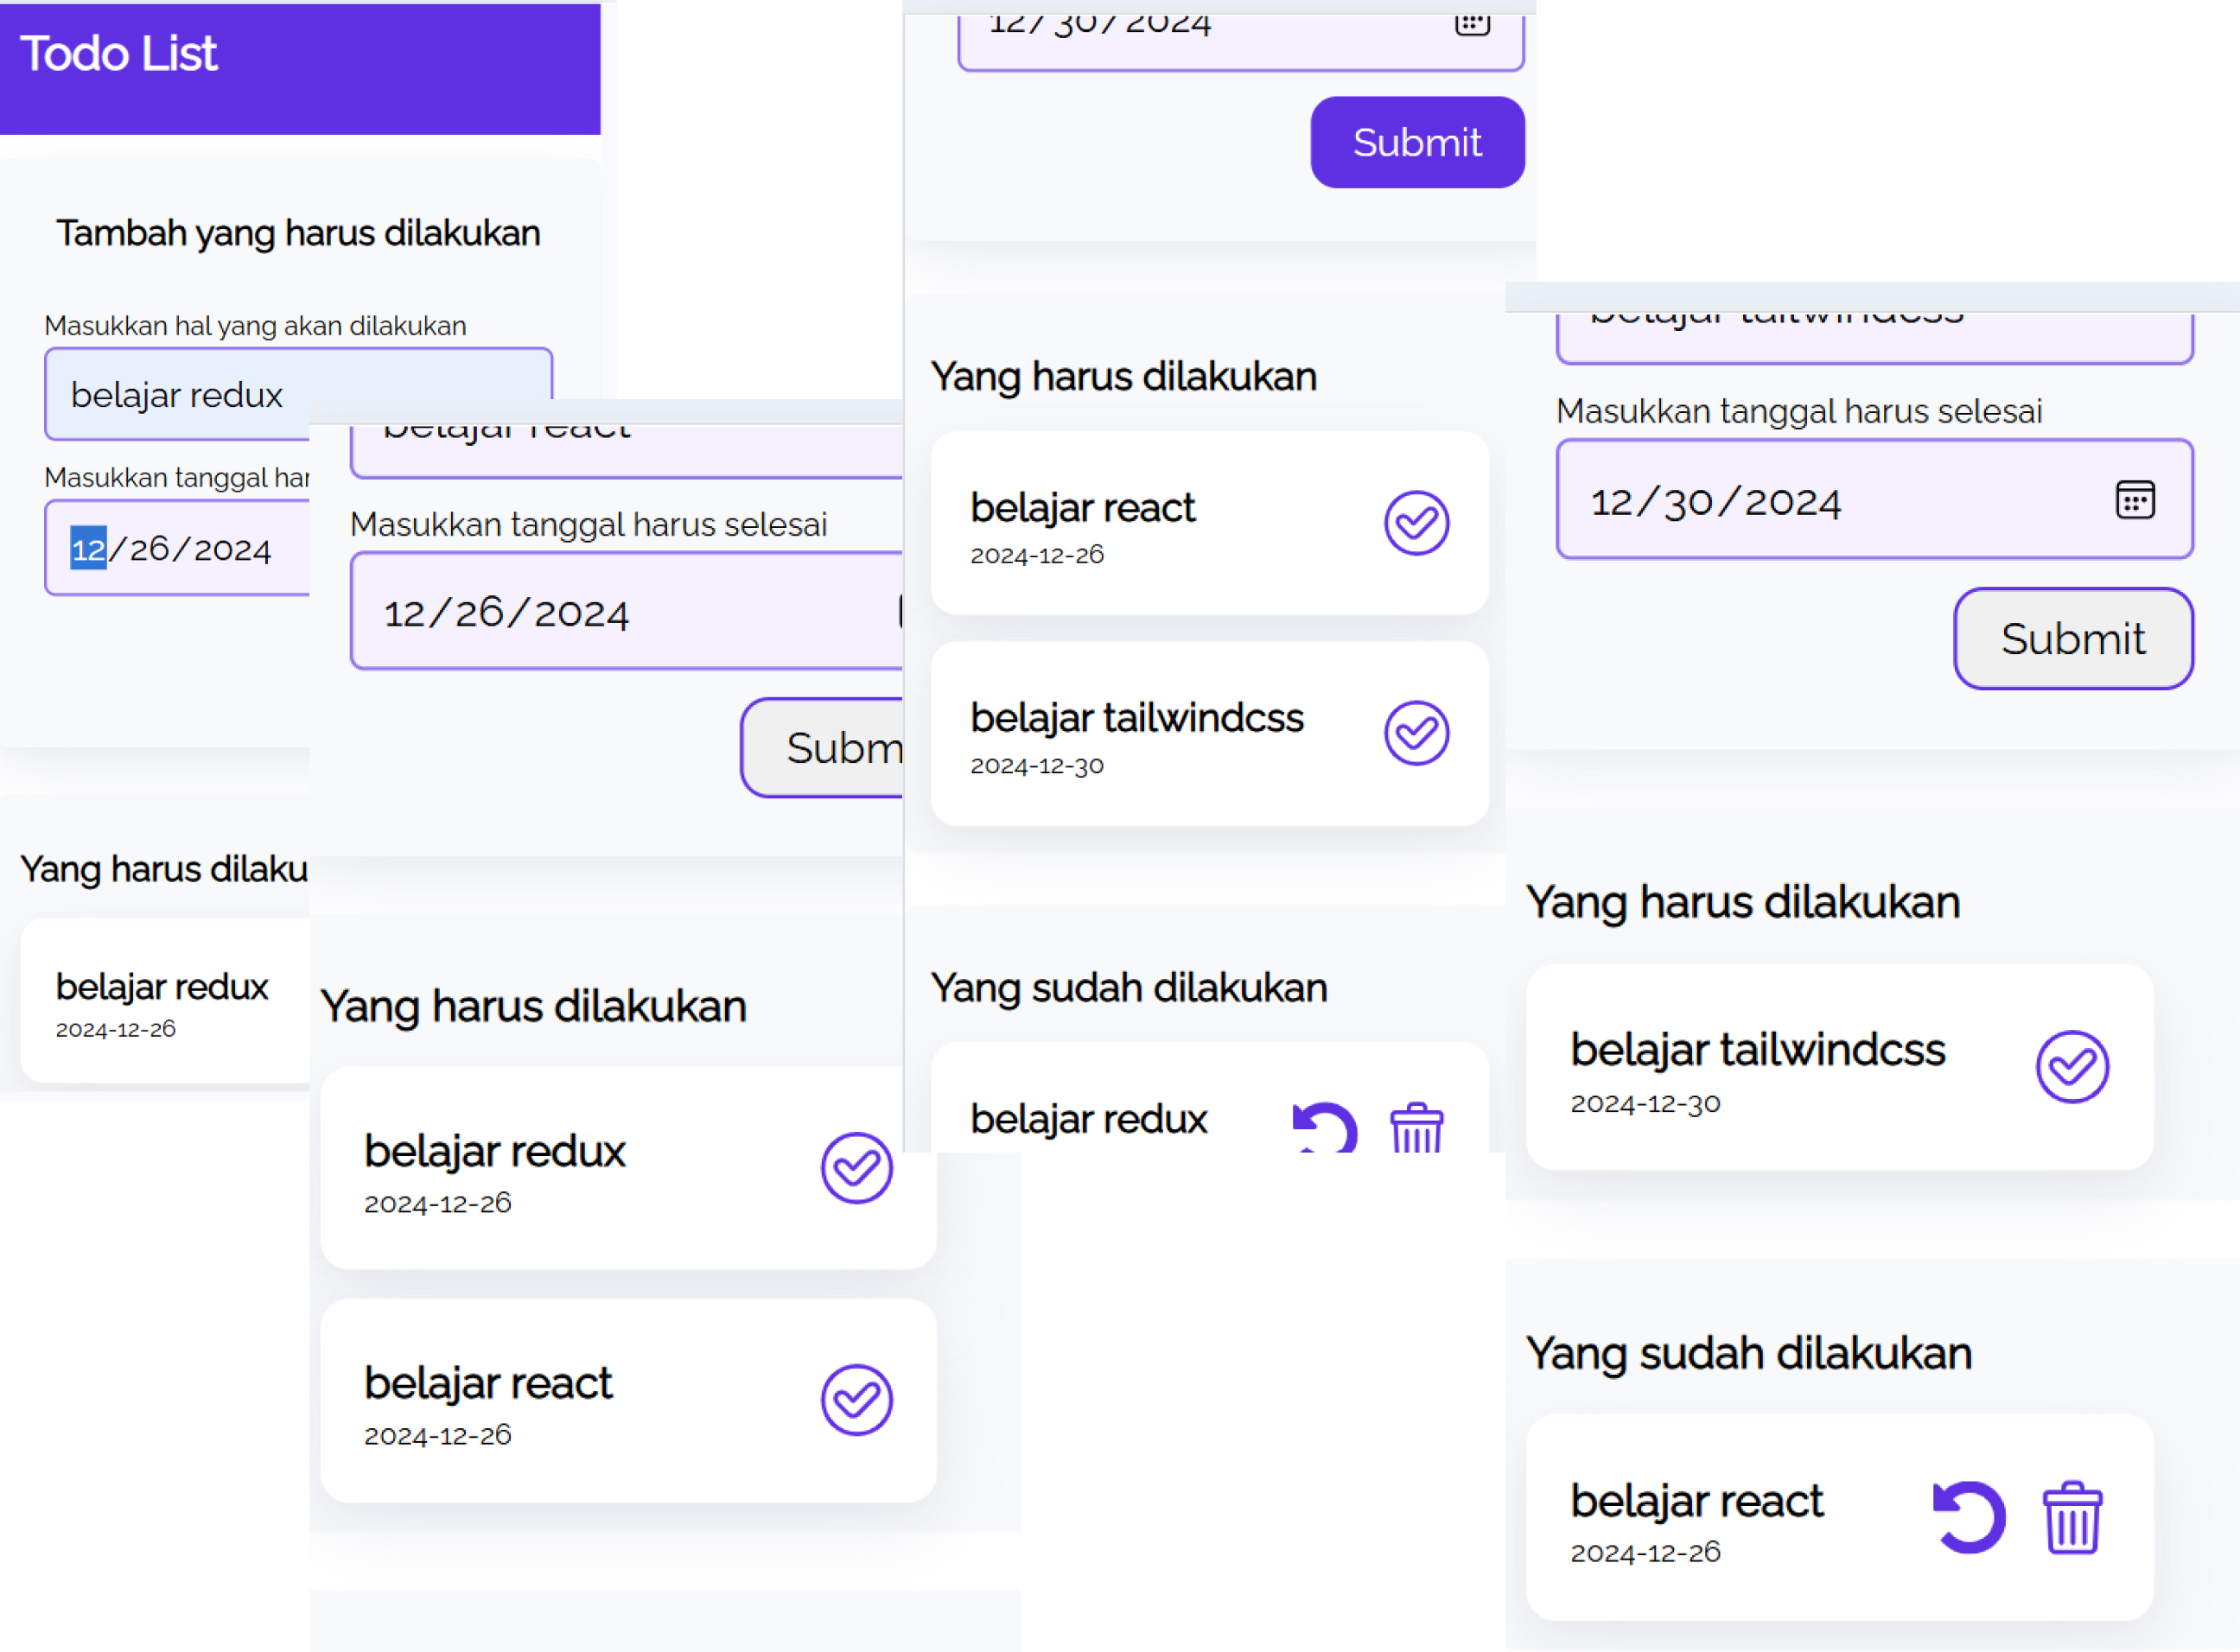 Todo List
Tambah yang harus dilakukan
Masukkan hal yang akan dilakukan
belajar redux
Masukkan tanggal har
12/26/2024
Yang harus dilaku
belajar redux
2024-12-26
belajar react
Masukkan tanggal harus selesai
12/26/2024
Subm
Yang harus dilakukan
belajar redux
2024-12-26
belajar react
2024-12-26
12/30/2024
Submit
Yang harus dilakukan
belajar react
2024-12-26
belajar tailwindcss
2024-12-30
Yang sudah dilakukan
belajar redux
belajar tailwindcss
Masukkan tanggal harus selesai
12/30/2024
Submit
Yang harus dilakukan
belajar tailwindcss
2024-12-30
Yang sudah dilakukan
belajar react
2024-12-26